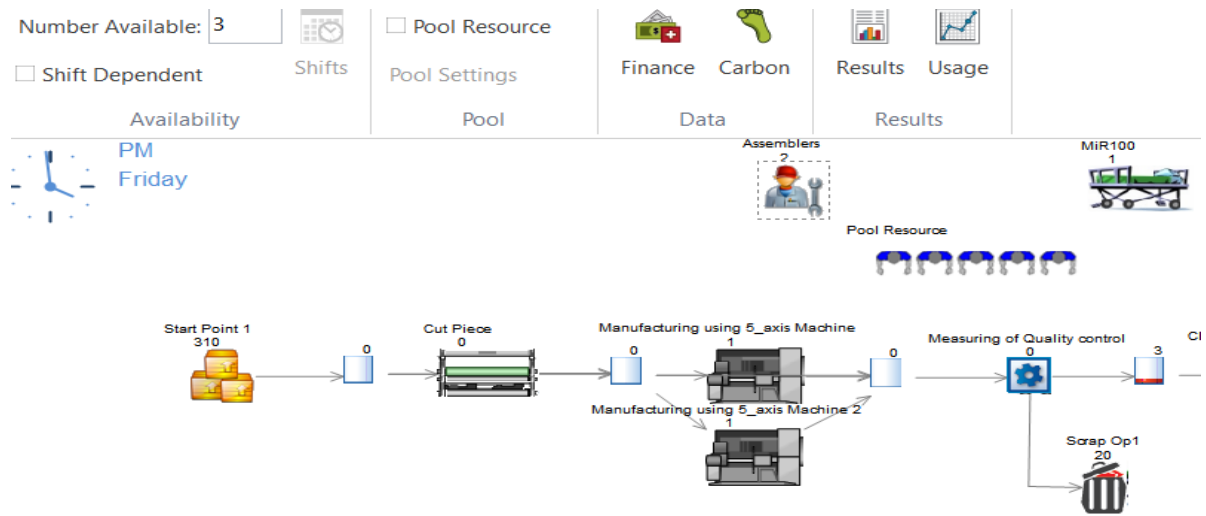 Number Available: 3
Shift Dependent
Shifts
Availability
Pool Resource
Pool Settings
Pool
Finance Carbon
Data
Results Usage
Results
PM
Friday
Assemblers
2
MiR100
1
Pool Resource
Start Point 1
310
0
Cut Piece
0
0
Manufacturing using 5_axis Machine
1
0
Measuring of Quality control
0
3
Manufacturing using 5_axis Machine 2
1
Scrap Op1
20